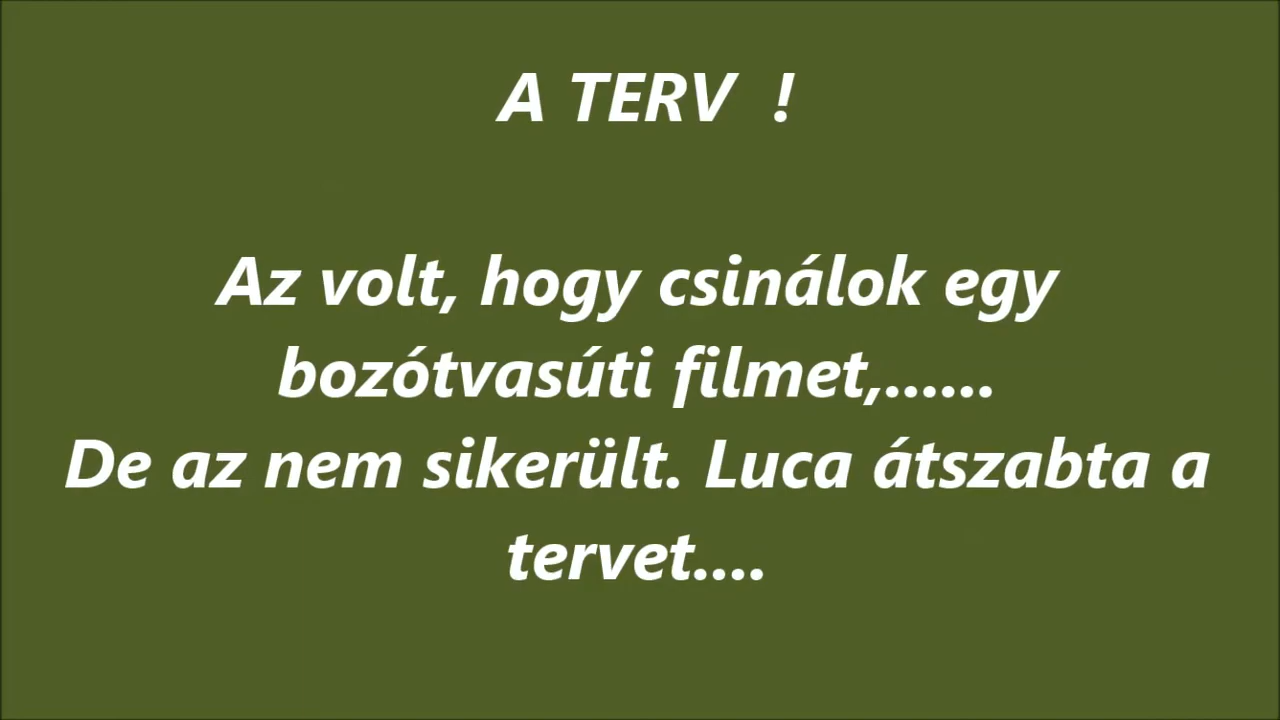 A TERV  !
Az volt, hogy csinálok egy
bozótvasúti filmet,......
De az nem sikerült. Luca átszabta a
tervet....